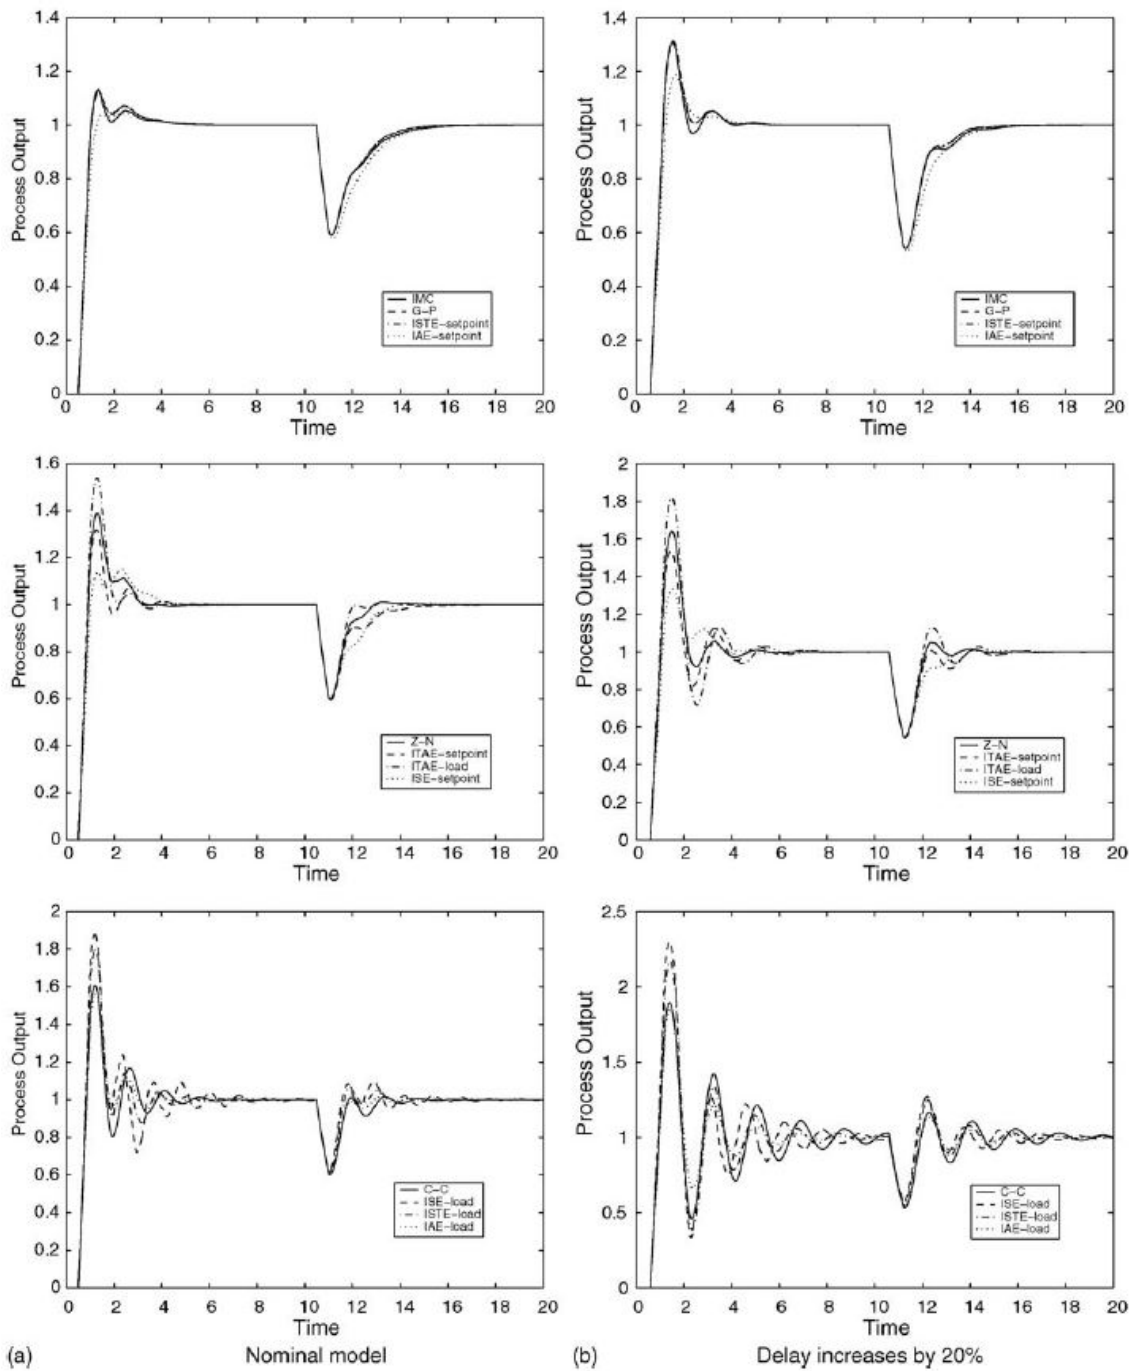 1.4
1.2
1
0.8
0.6
0.4
0.2
0
Process Output
0 2 4 6 8 10 12 14 16 18 20
Time
IMC
G-P
ISTE-setpoint
IAE-setpoint
1.4
1.2
1
0.8
0.6
0.4
0.2
0
Process Output
0 2 4 6 8 10 12 14 16 18 20
Time
IMC
G-P
ISTE-setpoint
IAE-setpoint
1.6
1.4
1.2
1
0.8
0.6
0.4
0.2
0
Process Output
0 2 4 6 8 10 12 14 16 18 20
Time
Z-N
ITAE-setpoint
ITAE-load
ISE-setpoint
2
1.8
1.6
1.4
1.2
1
0.8
0.6
0.4
0.2
0
Process Output
0 2 4 6 8 10 12 14 16 18 20
Time
Z-N
ITAE-setpoint
ITAE-load
ISE-setpoint
2
1.8
1.6
1.4
1.2
1
0.8
0.6
0.4
0.2
0
Process Output
0 2 4 6 8 10 12 14 16 18 20
Time
C-C
ISE-load
ISTE-load
IAE-load
2.5
2
1.5
1
0.5
0
Process Output
0 2 4 6 8 10 12 14 16 18 20
Time
C-C
ISE-load
ISTE-load
IAE-load
(a) Nominal model
(b) Delay increases by 20%